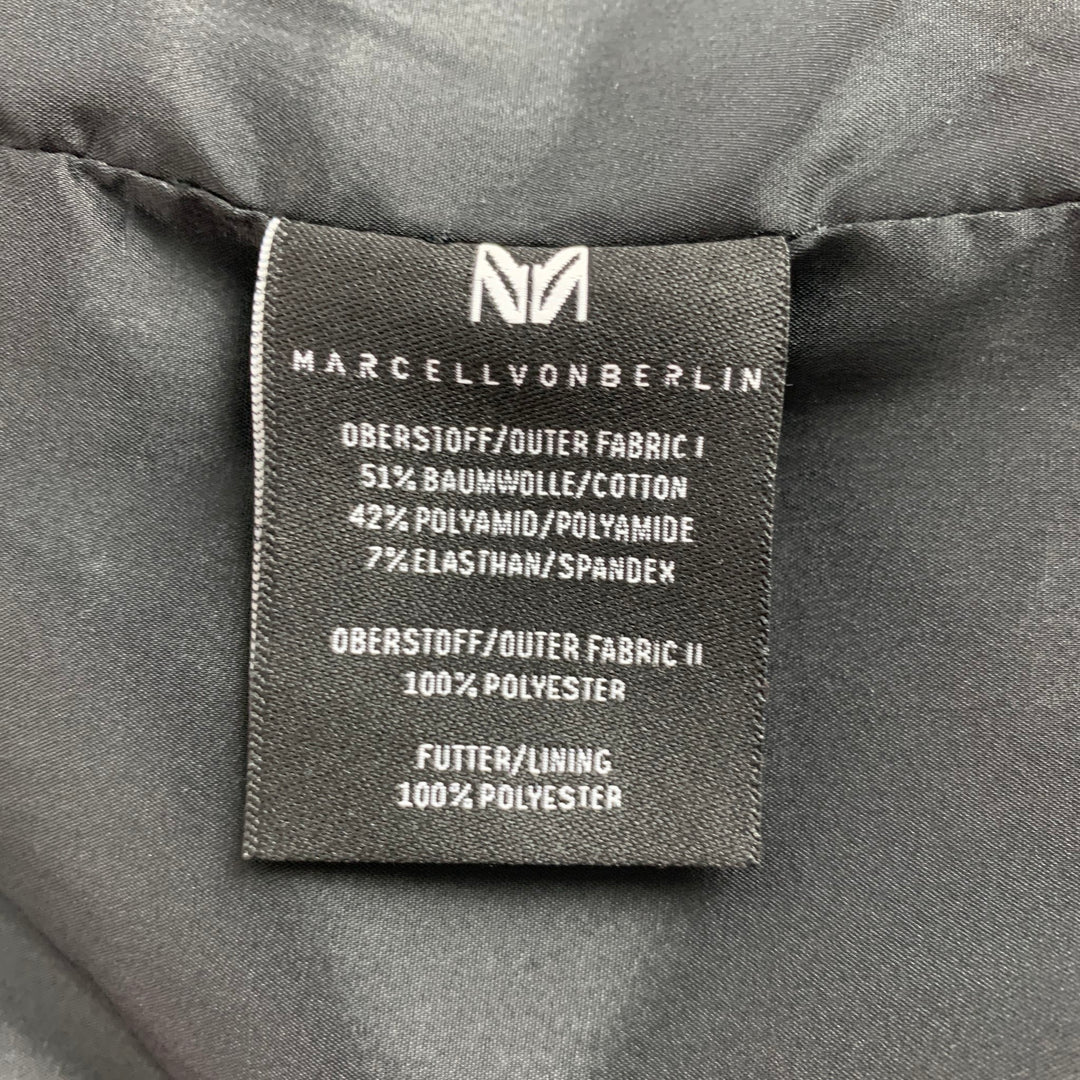 MARCELLVONBERLIN
OBERSTOFF/OUTER FABRIC I
51% BAUMWOLLE/COTTON
42% POLYAMID/POLYAMIDE
7% ELASTHAN/SPANDEX
OBERSTOFF/OUTER FABRIC II
100% POLYESTER
FUTTER/LINING
100% POLYESTER